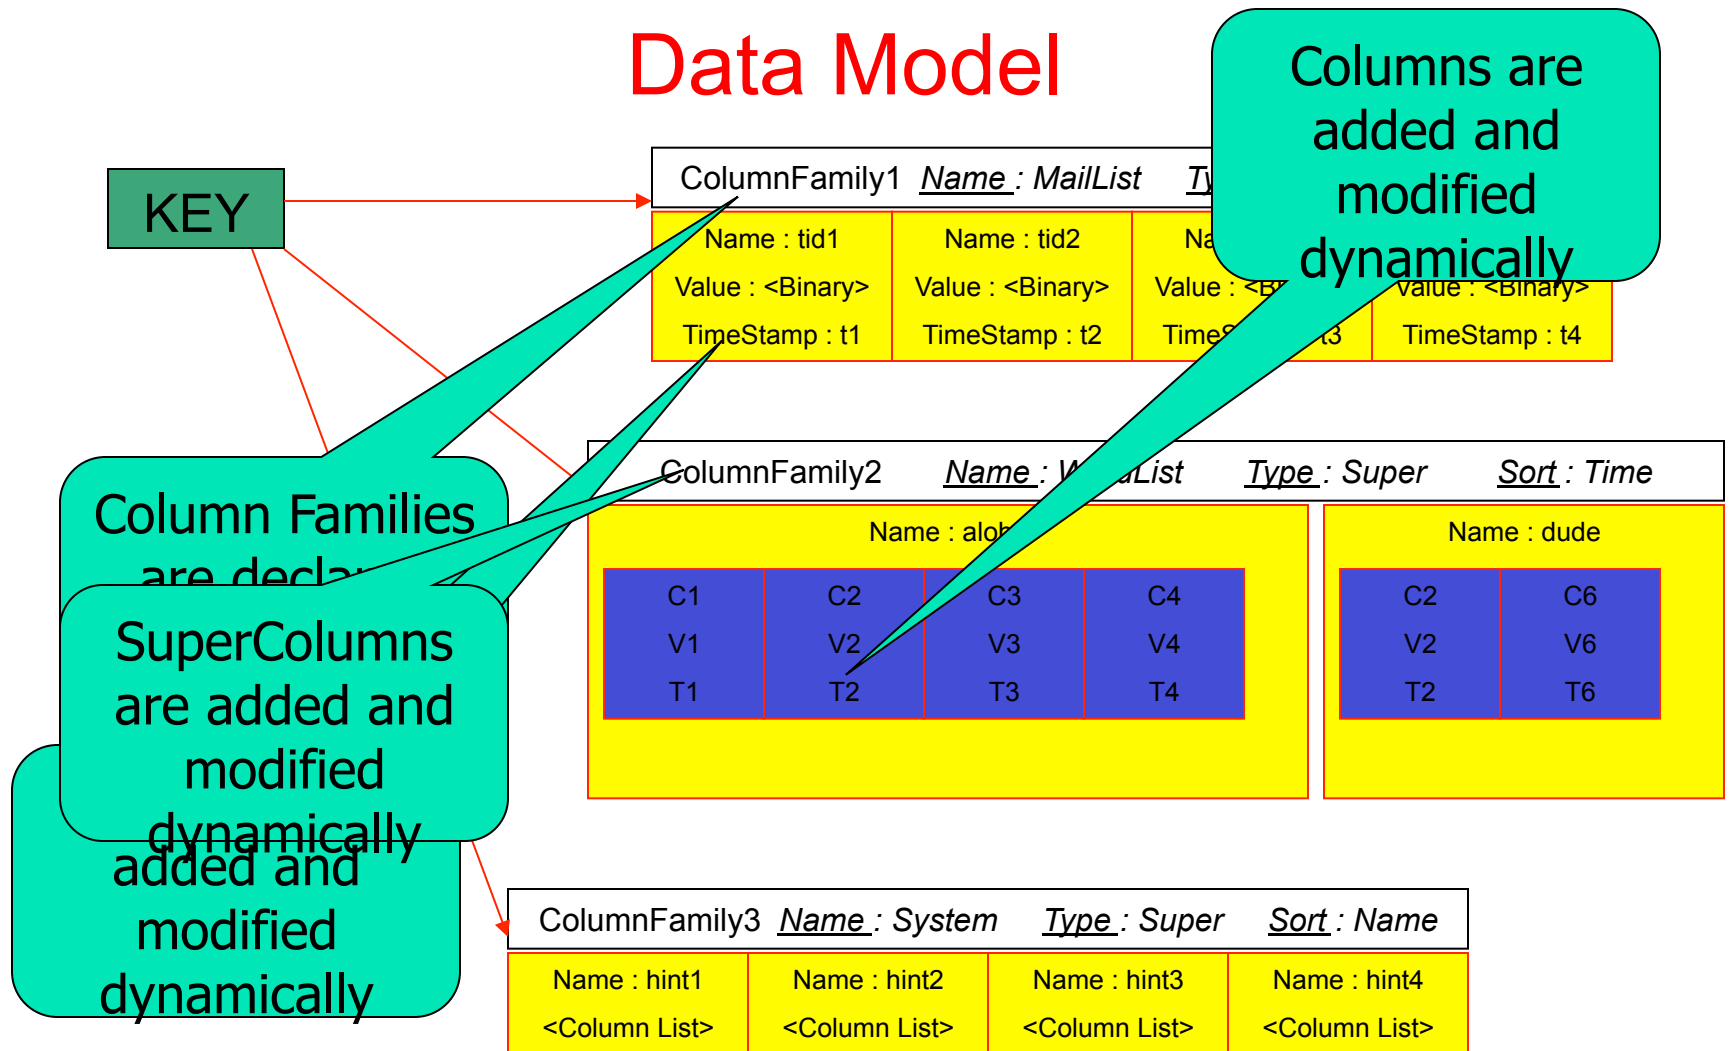 Data Model
Columns are
added and
modified
dynamically
KEY
ColumnFamily1 Name : MailList
Name : tid1 Name : tid2
Value : <Binary> Value : <Binary> Value : Value : <Binary>
TimeStamp : t1 TimeStamp : t2 TimeStamp : t4
ColumnFamily2 Name : Type : Super Sort : Time
Name : Name : dude
C1 C2 C3 C4 C2 C6
V1 V2 V3 V4 V2 V6
T1 T2 T3 T4 T2 T6
Column Families
are
SuperColumns
are added and
modified
dynamically
added and
modified
dynamically
ColumnFamily3 Name : System Type : Super Sort : Name
Name : hint1 Name : hint2 Name : hint3 Name : hint4
<Column List> <Column List> <Column List> <Column List>